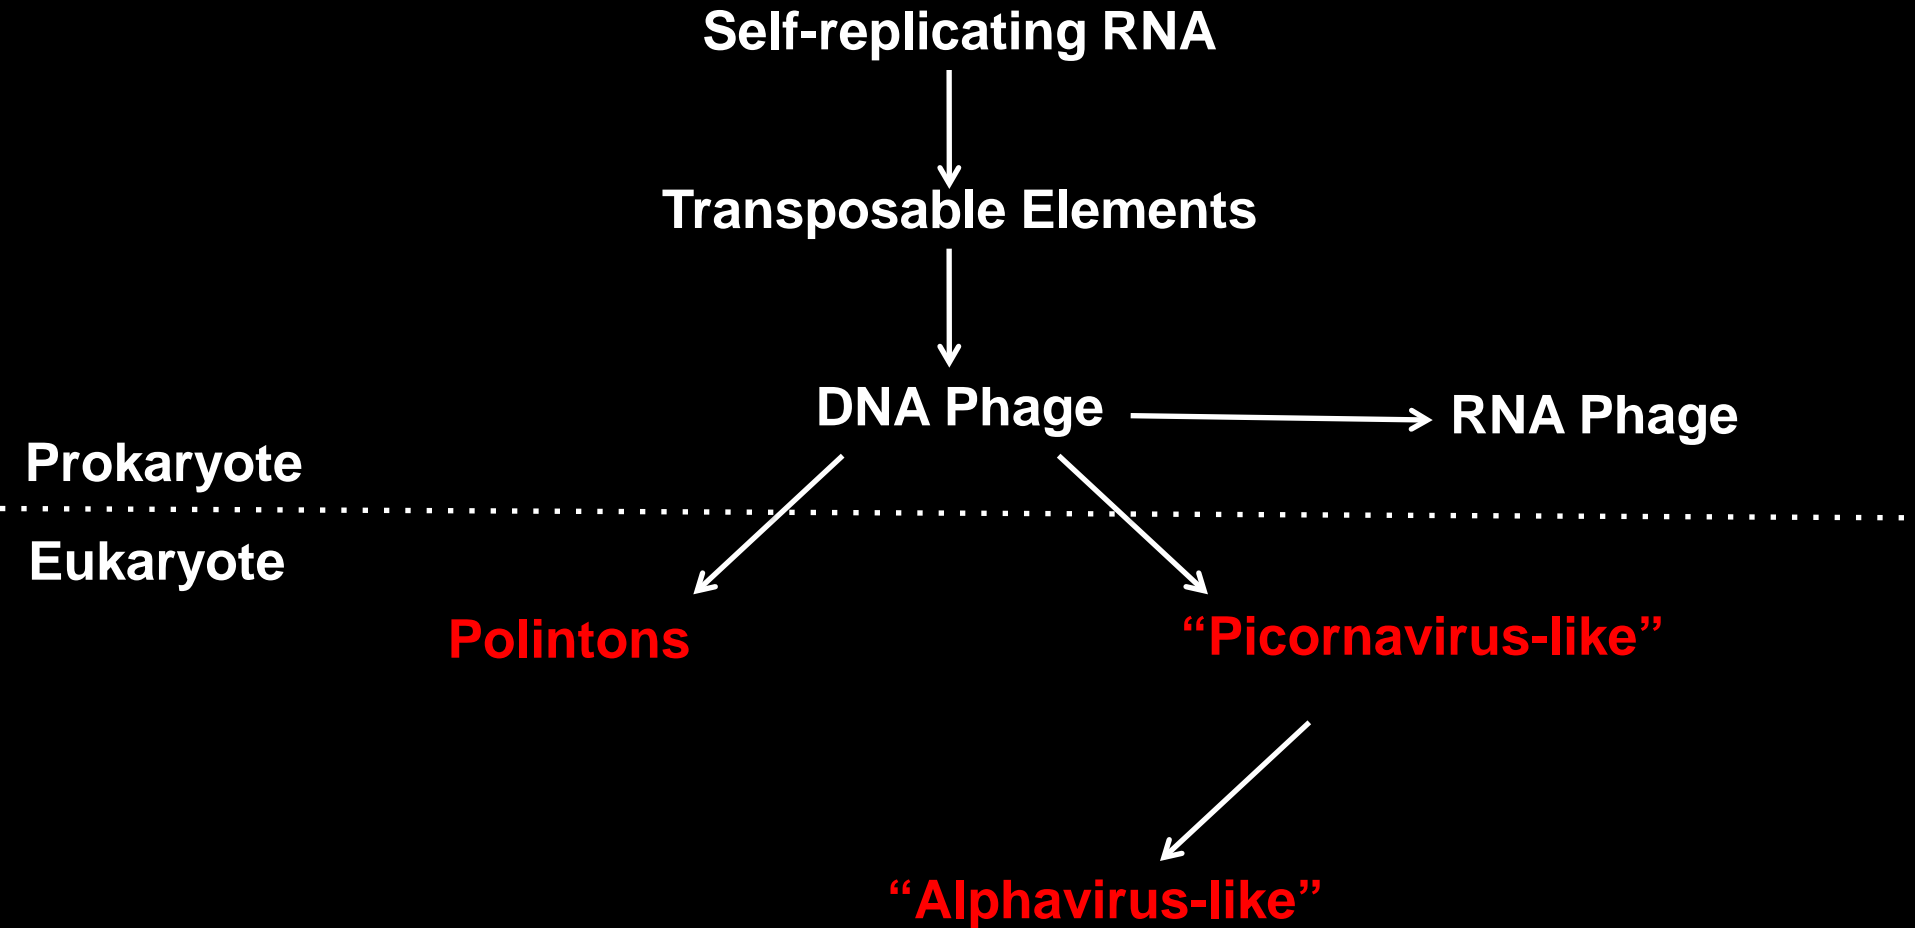 Self-replicating RNA
Transposable Elements
DNA Phage
RNA Phage
Prokaryote
Eukaryote
Polintons
“Picornavirus-like”
“Alphavirus-like”